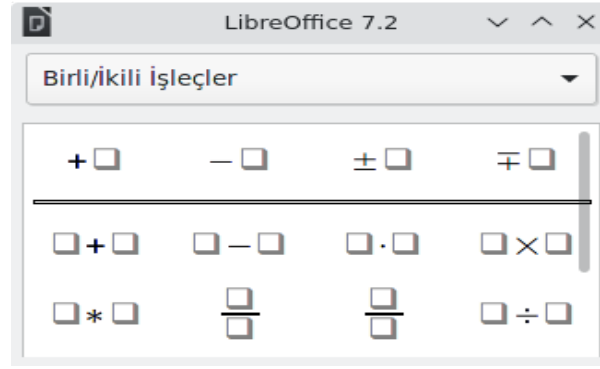 LibreOffice 7.2
Birli/İkili İşleçler
+□ −□ ±□ ∓□
□+□ □−□ □·□ □×□
□∗□ □/□ □/□ □÷□